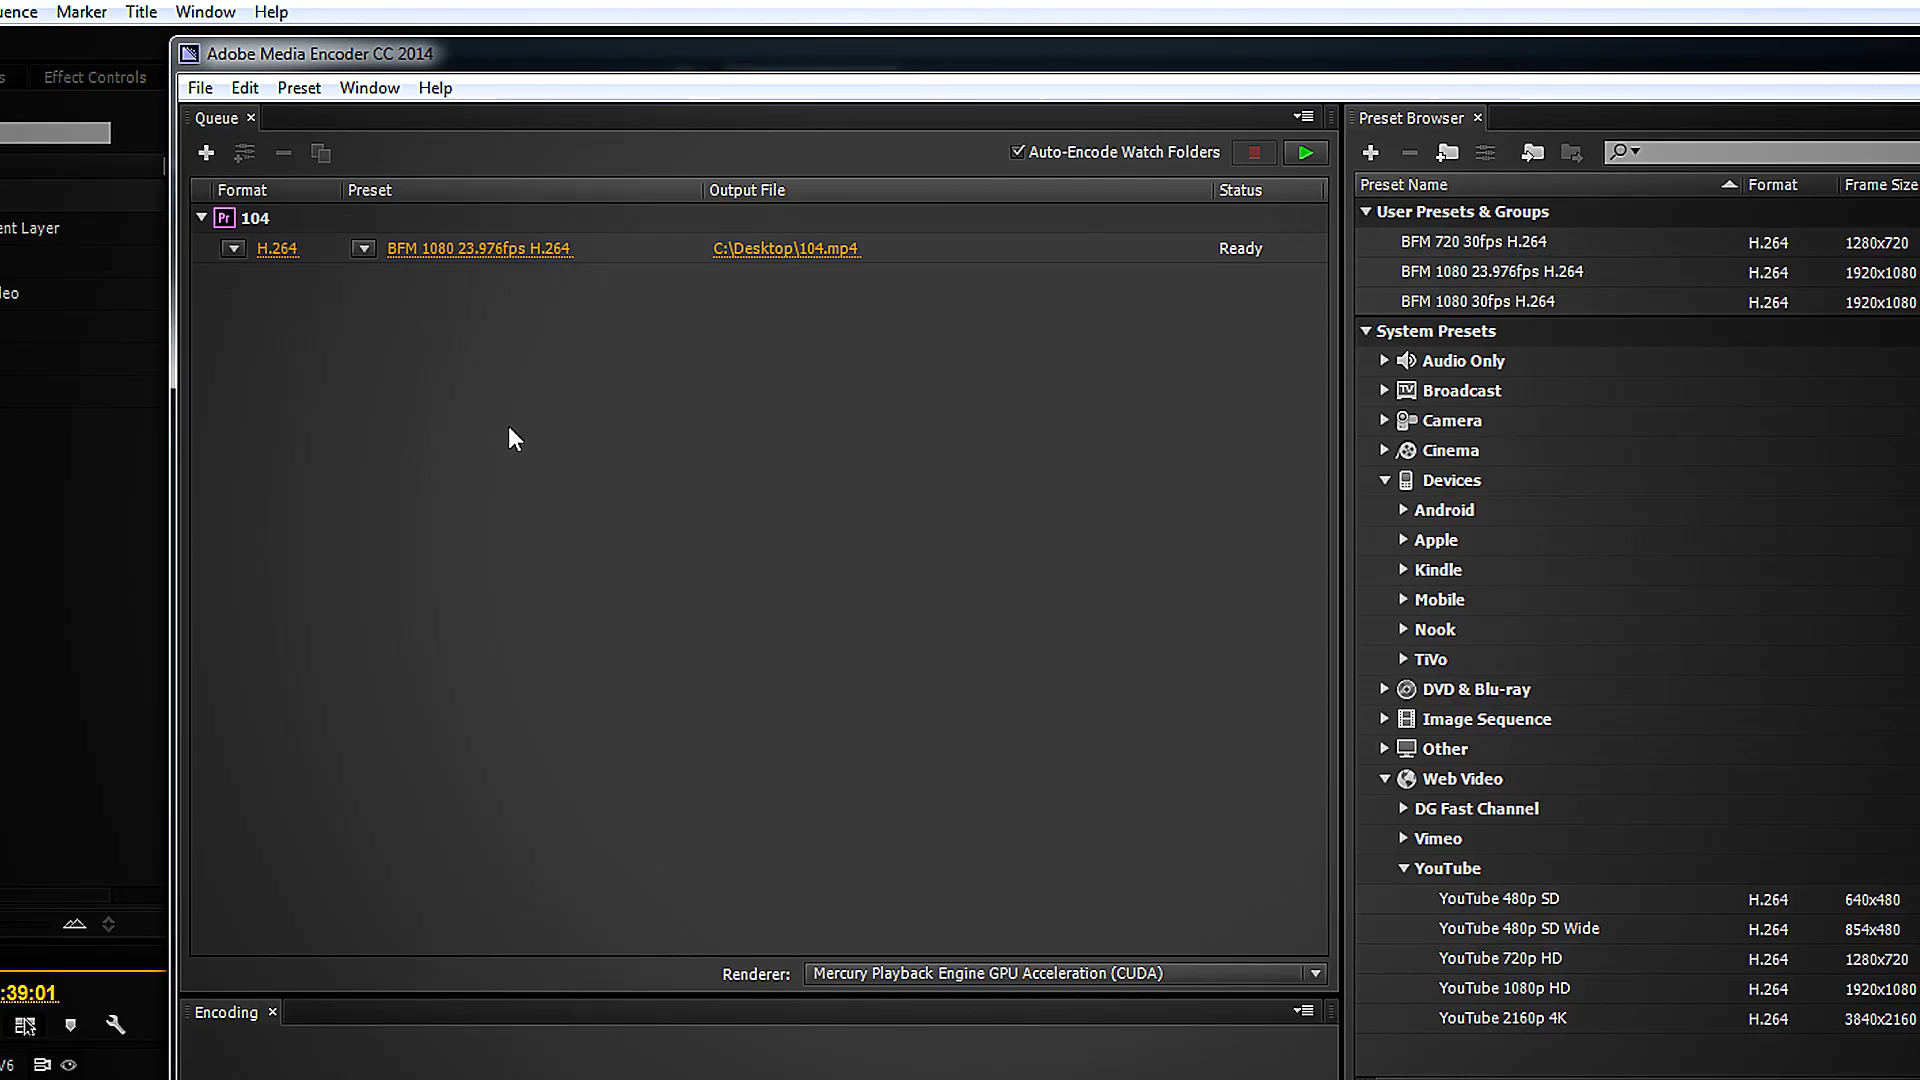 uence Marker Title Window Help
Adobe Media Encoder CC 2014
s Effect Controls
File Edit Preset Window Help
Queue ×
Preset Browser ×
Auto-Encode Watch Folders
Format Preset Output File Status
Preset Name Format Frame Size
Pr 104
User Presets & Groups
ent Layer
H.264 BFM 1080 23.976fps H.264 C:\Desktop\104.mp4 Ready
BFM 720 30fps H.264 H.264 1280x720
BFM 1080 23.976fps H.264 H.264 1920x1080
leo
BFM 1080 30fps H.264 H.264 1920x1080
System Presets
Audio Only
TV Broadcast
Camera
Cinema
Devices
Android
Apple
Kindle
Mobile
Nook
TiVo
DVD & Blu-ray
Image Sequence
Other
Web Video
DG Fast Channel
Vimeo
YouTube
YouTube 480p SD H.264 640x480
YouTube 480p SD Wide H.264 854x480
YouTube 720p HD H.264 1280x720
YouTube 1080p HD H.264 1920x1080
YouTube 2160p 4K H.264 3840x2160
Renderer: Mercury Playback Engine GPU Acceleration (CUDA)
:39:01
Encoding ×
V6